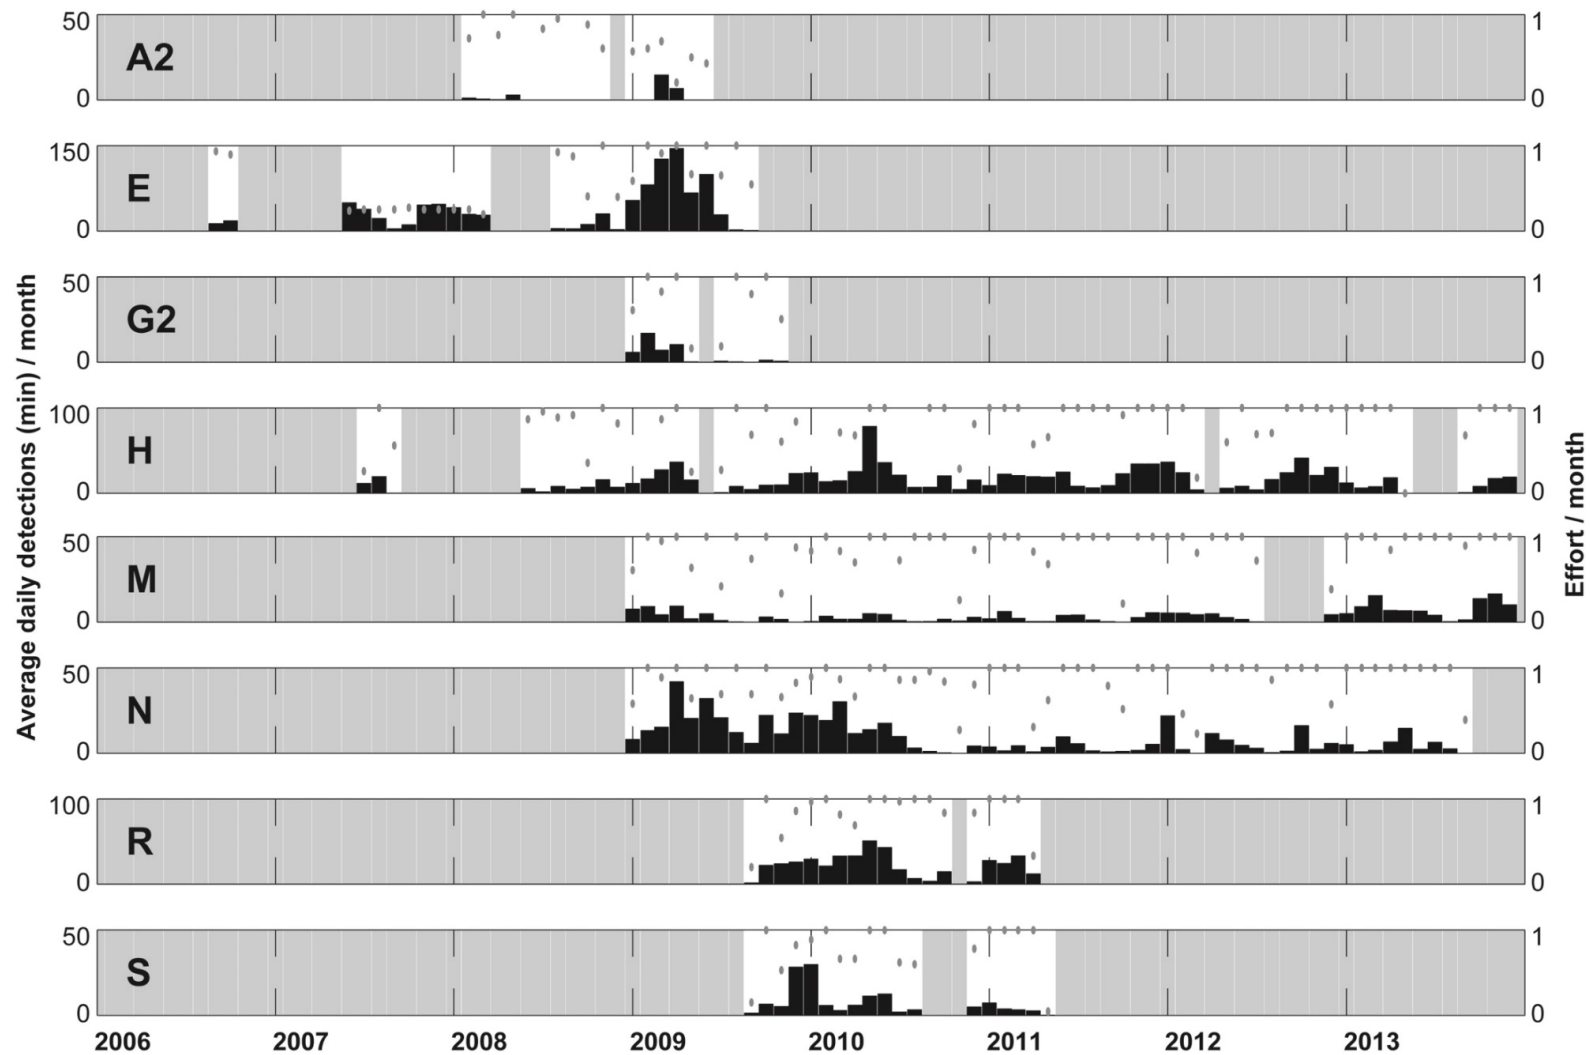 50 A2 1
0 0
150 E 1
0 0
50 G2 1
0 0
100 H 1
0 0
50 M 1
0 0
50 N 1
0 0
100 R 1
0 0
50 S 1
0 0
2006 2007 2008 2009 2010 2011 2012 2013
Average daily detections (min) / month
Effort / month